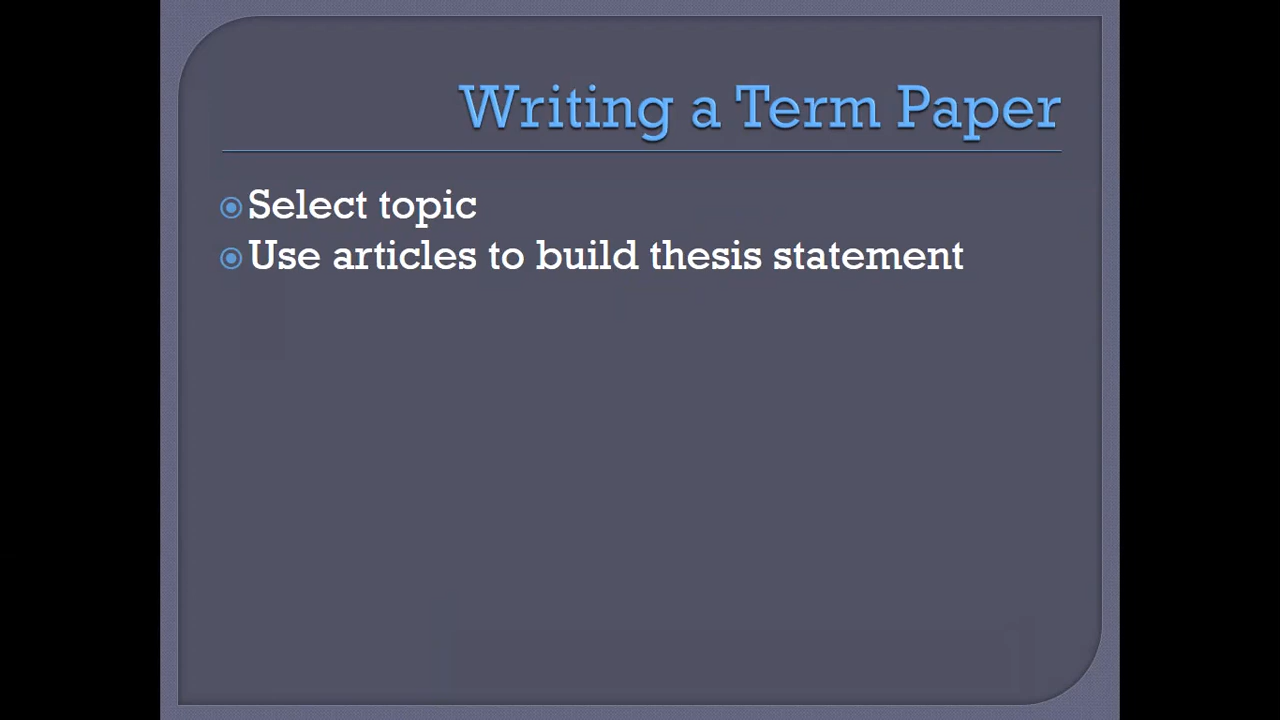 Writing a Term Paper
Select topic
Use articles to build thesis statement